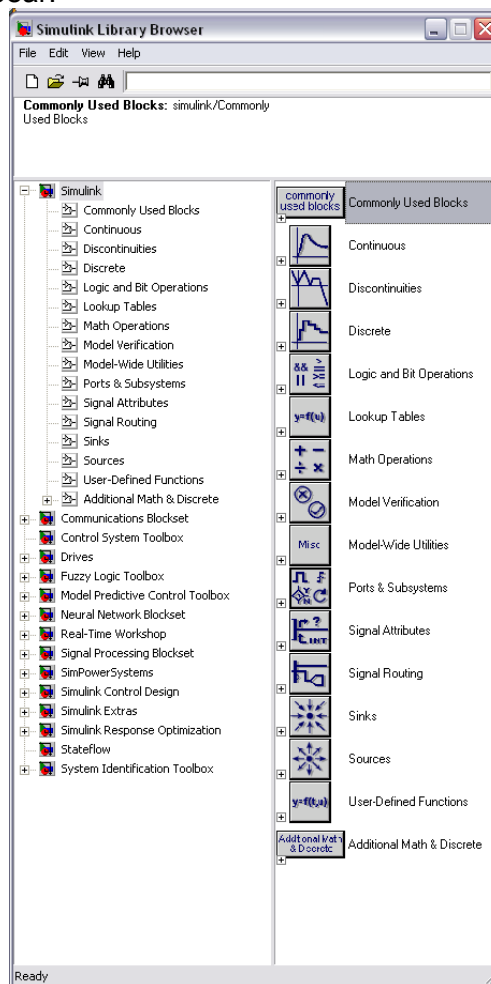 Simulink Library Browser
File Edit View Help
Commonly Used Blocks: simulink/Commonly
Used Blocks
Simulink
Commonly Used Blocks
Continuous
Discontinuities
Discrete
Logic and Bit Operations
Lookup Tables
Math Operations
Model Verification
Model-Wide Utilities
Ports & Subsystems
Signal Attributes
Signal Routing
Sinks
Sources
User-Defined Functions
Additional Math & Discrete
Communications Blockset
Control System Toolbox
Drives
Fuzzy Logic Toolbox
Model Predictive Control Toolbox
Neural Network Blockset
Real-Time Workshop
Signal Processing Blockset
SimPowerSystems
Simulink Control Design
Simulink Extras
Simulink Response Optimization
Stateflow
System Identification Toolbox
commonly
used blocks
Commonly Used Blocks
Continuous
Discontinuities
Discrete
Logic and Bit Operations
y=f(u)
Lookup Tables
Math Operations
Model Verification
Misc
Model-Wide Utilities
Ports & Subsystems
Signal Attributes
Signal Routing
Sinks
Sources
y=f(t,u)
User-Defined Functions
Additional Math
& Discrete
Additional Math & Discrete
Ready